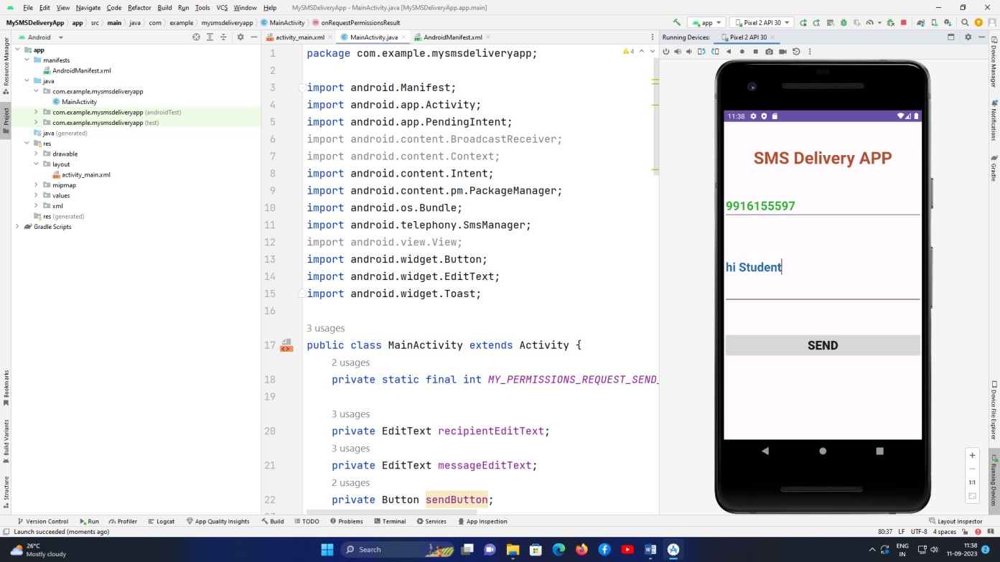 File Edit View Navigate Code Refactor Build Run Tools VCS Window Help MySMSDeliveryApp - MainActivity.java [MySMSDeliveryApp.app.main]
MySMSDeliveryApp app src main java com example mysmsdeliveryapp MainActivity onRequestPermissionsResult app Pixel 2 API 30
Android activity_main.xml MainActivity.java AndroidManifest.xml Running Devices: Pixel 2 API 30
Resource Manager
Project
Bookmarks
Build Variants
Structure
app
manifests
AndroidManifest.xml
java
com.example.mysmsdeliveryapp
MainActivity
com.example.mysmsdeliveryapp (androidTest)
com.example.mysmsdeliveryapp (test)
java (generated)
res
drawable
layout
activity_main.xml
mipmap
values
xml
res (generated)
Gradle Scripts
4
1 package com.example.mysmsdeliveryapp;
2
3 import android.Manifest;
4 import android.app.Activity;
5 import android.app.PendingIntent;
6 import android.content.BroadcastReceiver;
7 import android.content.Context;
8 import android.content.Intent;
9 import android.content.pm.PackageManager;
10 import android.os.Bundle;
11 import android.telephony.SmsManager;
12 import android.view.View;
13 import android.widget.Button;
14 import android.widget.EditText;
15 import android.widget.Toast;
16
3 usages
17 public class MainActivity extends Activity {
2 usages
18 private static final int MY_PERMISSIONS_REQUEST_SEND_
19
3 usages
20 private EditText recipientEditText;
3 usages
21 private EditText messageEditText;
2 usages
22 private Button sendButton;
11:38
SMS Delivery APP
9916155597
hi Student
SEND
1:1
Device Manager
Notifications
Gradle
Device File Explorer
Running Devices
Version Control Run Profiler Logcat App Quality Insights Build TODO Problems Terminal Services App Inspection Layout Inspector
Launch succeeded (moments ago) 80:37 LF UTF-8 4 spaces
26°C
Mostly cloudy
Search
ENG
IN
11:38
11-09-2023
2